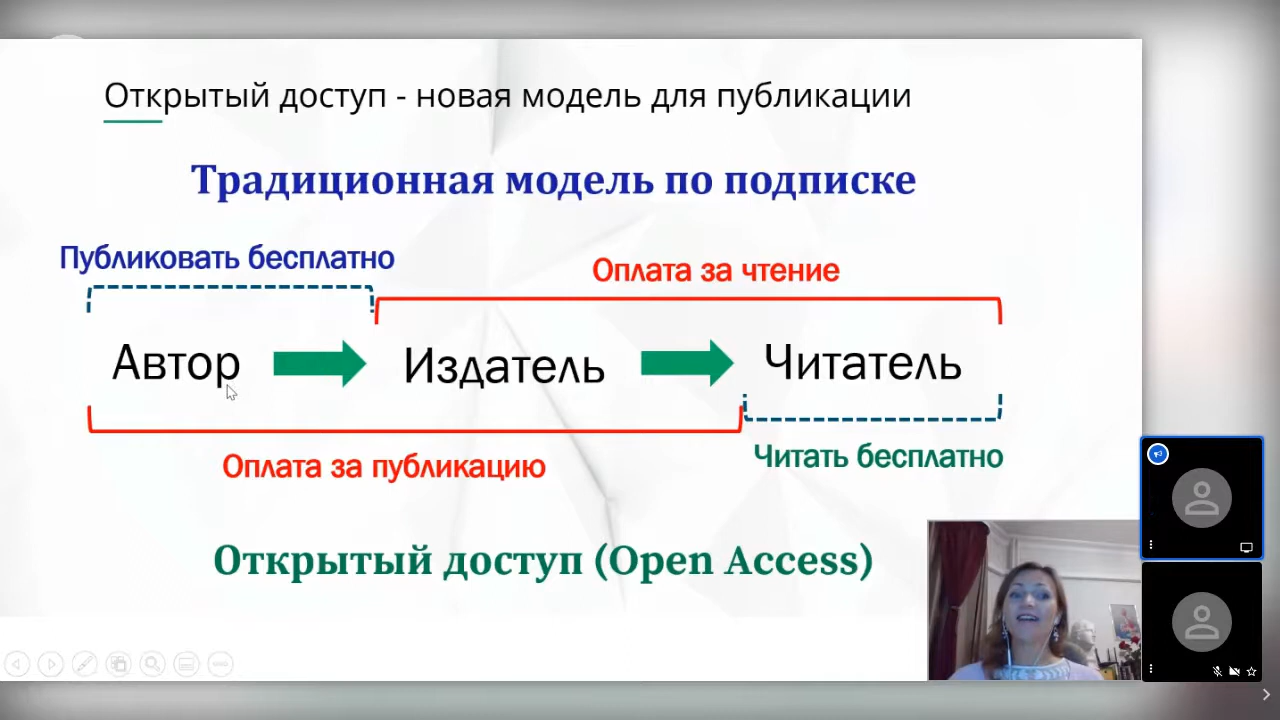 Открытый доступ - новая модель для публикации
Традиционная модель по подписке
Публиковать бесплатно
Оплата за чтение
Автор
Издатель
Читатель
Оплата за публикацию
Читать бесплатно
Открытый доступ (Open Access)